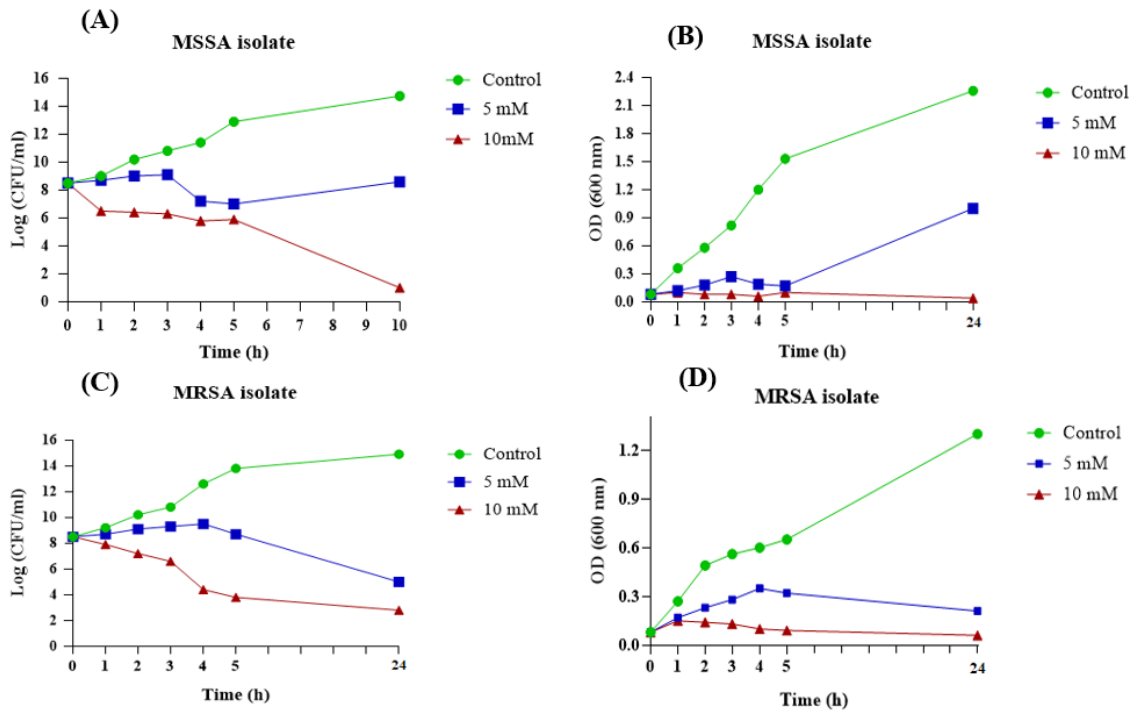 (A)
MSSA isolate
Log (CFU/ml)
16
14
12
10
8
6
4
2
0
0 1 2 3 4 5 6 7 8 9 10
Time (h)
Control
5 mM
10mM
(B)
MSSA isolate
OD (600 nm)
2.4
2.1
1.8
1.5
1.2
0.9
0.6
0.3
0.0
0 1 2 3 4 5 24
Time (h)
Control
5 mM
10 mM
(C)
MRSA isolate
Log (CFU/ml)
16
14
12
10
8
6
4
2
0
0 1 2 3 4 5 24
Time (h)
Control
5 mM
10 mM
(D)
MRSA isolate
OD (600 nm)
1.2
0.9
0.6
0.3
0.0
0 1 2 3 4 5 24
Time (h)
Control
5 mM
10 mM